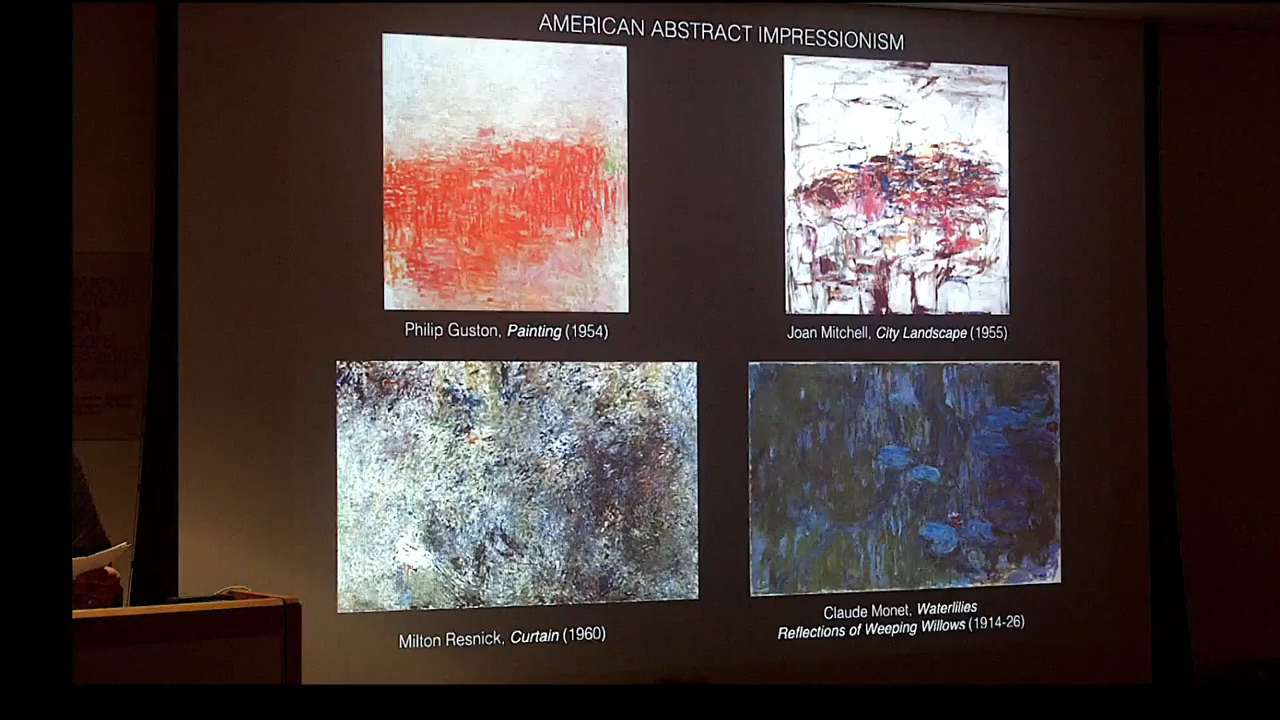 AMERICAN ABSTRACT IMPRESSIONISM
Philip Guston, Painting (1954)
Joan Mitchell, City Landscape (1955)
Milton Resnick, Curtain (1960)
Claude Monet, Waterlilies
Reflections of Weeping Willows (1914-26)